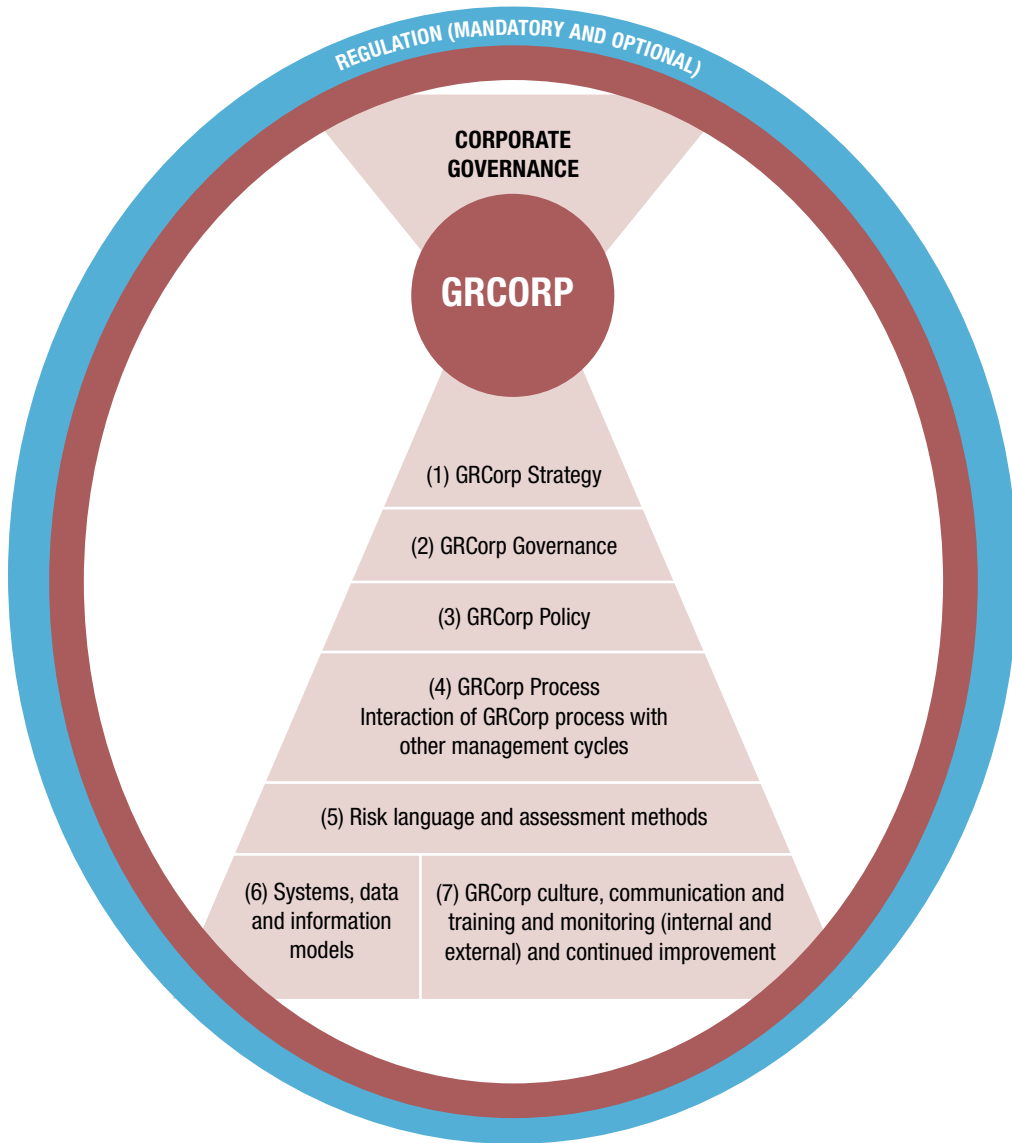 REGULATION (MANDATORY AND OPTIONAL)
CORPORATE
GOVERNANCE
GRCORP
(1) GRCorp Strategy
(2) GRCorp Governance
(3) GRCorp Policy
(4) GRCorp Process
Interaction of GRCorp process with
other management cycles
(5) Risk language and assessment methods
(6) Systems, data
and information
models
(7) GRCorp culture, communication and
training and monitoring (internal and
external) and continued improvement